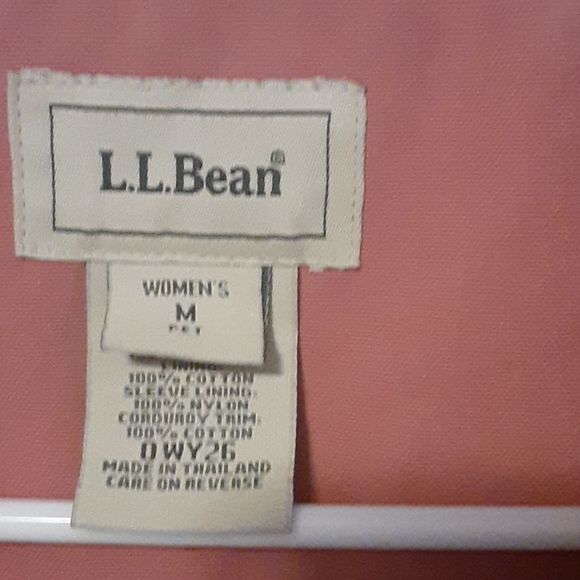 L.L.Bean®
WOMEN'S
M
PET
LINING:
100% COTTON
SLEEVE LINING:
100% NYLON
CORDUROY TRIM:
100% COTTON
0WY26
MADE IN THAILAND
CARE ON REVERSE